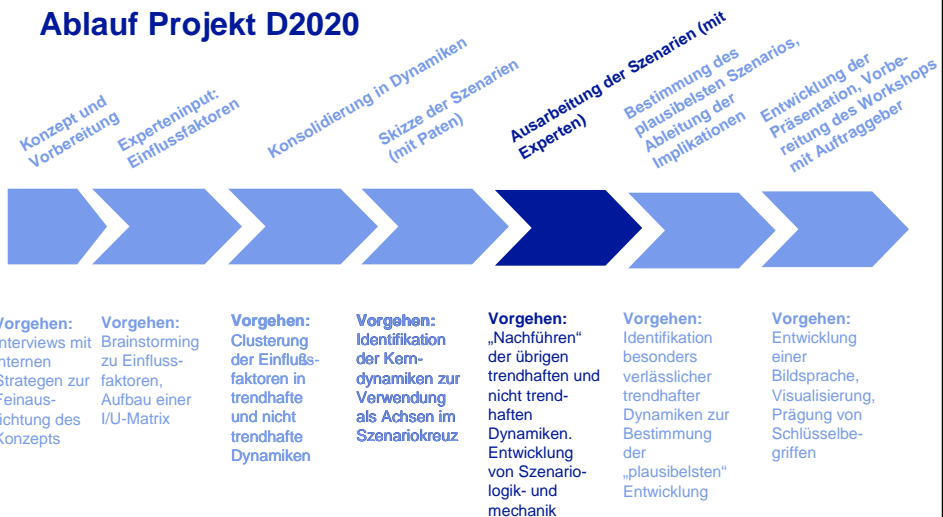 Ablauf Projekt D2020
Konzept und
Vorbereitung
Experteninput:
Einflussfaktoren
Konsolidierung in Dynamiken
Skizze der Szenarien
(mit Paten)
Ausarbeitung der Szenarien (mit
Experten)
Bestimmung des
plausibelsten Szenarios,
Ableitung der
Implikationen
Entwicklung der
Präsentation, Vorbe-
reitung des Workshops
mit Auftraggeber
Vorgehen:
Interviews mit
internen
Strategen zur
Feinaus-
richtung des
Konzepts
Vorgehen:
Brainstorming
zu Einfluss-
faktoren,
Aufbau einer
I/U-Matrix
Vorgehen:
Clusterung
der Einfluß-
faktoren in
trendhafte
und nicht
trendhafte
Dynamiken
Vorgehen:
Identifikation
der Kern-
dynamiken zur
Verwendung
als Achsen im
Szenariokreuz
Vorgehen:
„Nachführen“
der übrigen
trendhaften und
nicht trend-
haften
Dynamiken.
Entwicklung
von Szenario-
logik- und
mechanik
Vorgehen:
Identifikation
besonders
verlässlicher
trendhafter
Dynamiken zur
Bestimmung
der
„plausibelsten“
Entwicklung
Vorgehen:
Entwicklung
einer
Bildsprache,
Visualisierung,
Prägung von
Schlüsselbe-
griffen